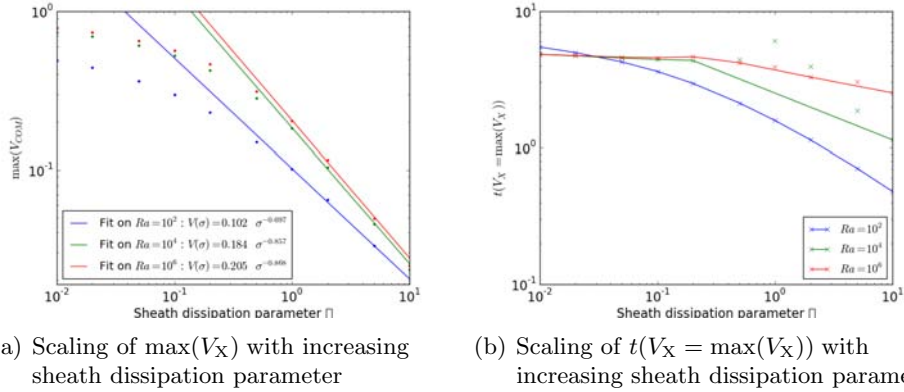 10^0
10^-1
max(V_COM)
Fit on Ra=10^2 : V(σ)=0.102 σ^-0.697
Fit on Ra=10^4 : V(σ)=0.184 σ^-0.857
Fit on Ra=10^6 : V(σ)=0.205 σ^-0.868
10^-2 10^-1 10^0 10^1
Sheath dissipation parameter Π
a) Scaling of max(V_X) with increasing
sheath dissipation parameter
10^1
10^0
10^-1
t(V_X=max(V_X))
Ra=10^2
Ra=10^4
Ra=10^6
10^-2 10^-1 10^0 10^1
Sheath dissipation parameter Π
(b) Scaling of t(V_X = max(V_X)) with
increasing sheath dissipation parame